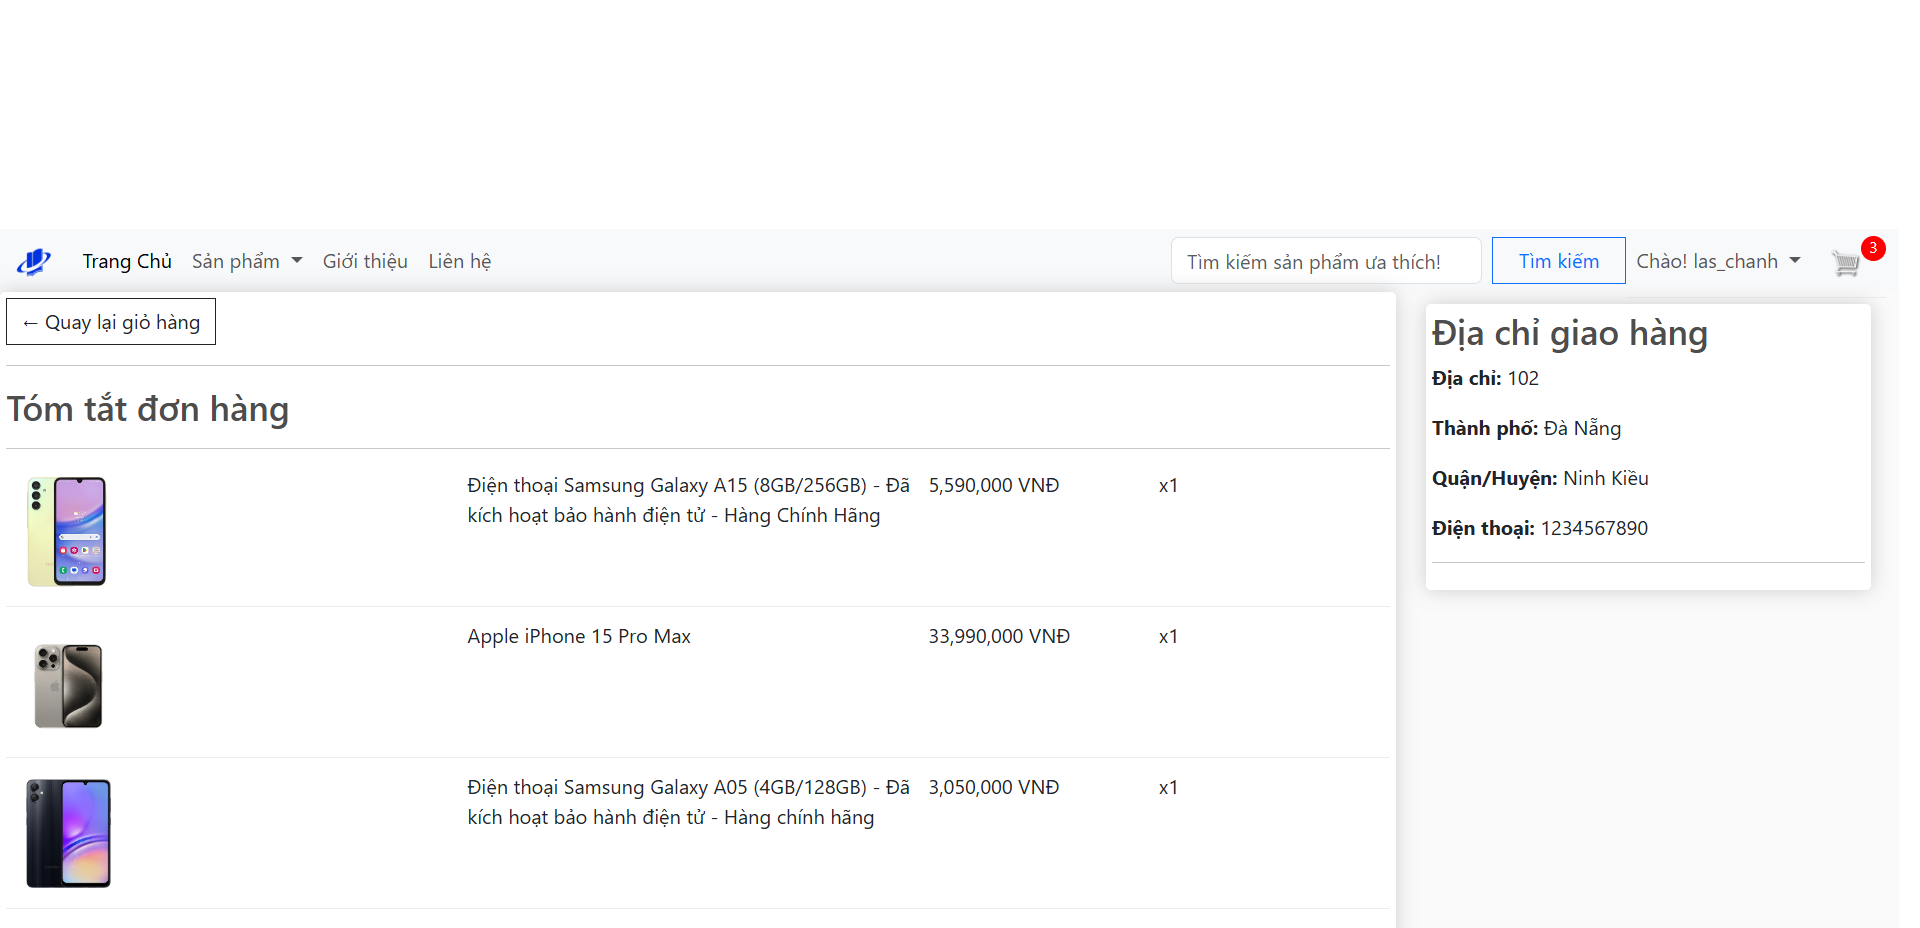 Trang Chủ Sản phẩm Giới thiệu Liên hệ Tìm kiếm sản phẩm ưa thích! Tìm kiếm Chào! las_chanh 3
← Quay lại giỏ hàng
Tóm tắt đơn hàng
Điện thoại Samsung Galaxy A15 (8GB/256GB) - Đã 5,590,000 VNĐ x1
kích hoạt bảo hành điện tử - Hàng Chính Hãng
Apple iPhone 15 Pro Max 33,990,000 VNĐ x1
Điện thoại Samsung Galaxy A05 (4GB/128GB) - Đã 3,050,000 VNĐ x1
kích hoạt bảo hành điện tử - Hàng chính hãng
Địa chỉ giao hàng
Địa chỉ: 102
Thành phố: Đà Nẵng
Quận/Huyện: Ninh Kiều
Điện thoại: 1234567890